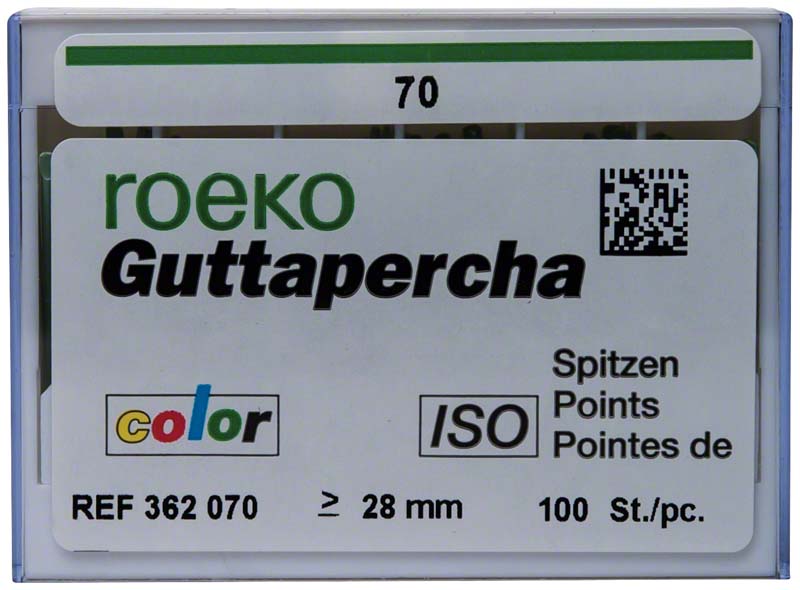 70
roeko
Guttapercha
color
ISO
Spitzen
Points
Pointes de
REF 362 070 ≥ 28 mm 100 St./pc.